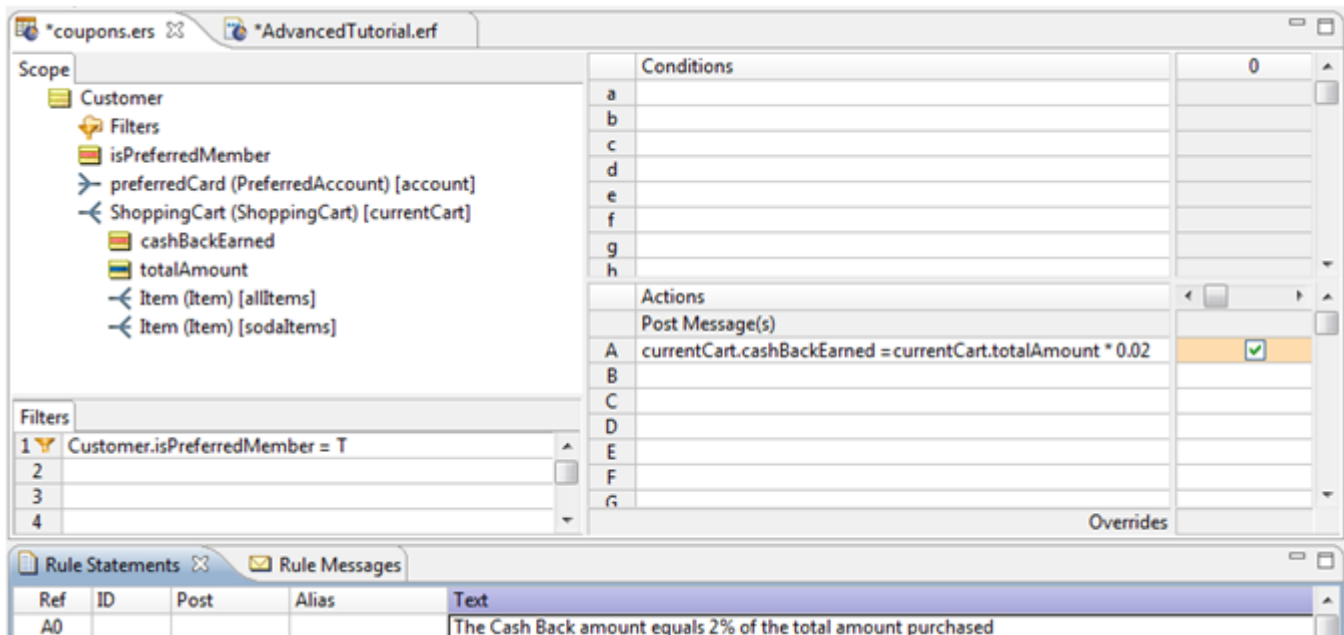 *coupons.ers *AdvancedTutorial.erf
Scope
Customer
Filters
isPreferredMember
preferredCard (PreferredAccount) [account]
ShoppingCart (ShoppingCart) [currentCart]
cashBackEarned
totalAmount
Item (Item) [allItems]
Item (Item) [sodaItems]
Filters
1 Customer.isPreferredMember = T
2
3
4
Conditions 0
a
b
c
d
e
f
g
h
Actions
Post Message(s)
A currentCart.cashBackEarned = currentCart.totalAmount * 0.02
B
C
D
E
F
G
Overrides
Rule Statements Rule Messages
Ref ID Post Alias Text
A0 The Cash Back amount equals 2% of the total amount purchased